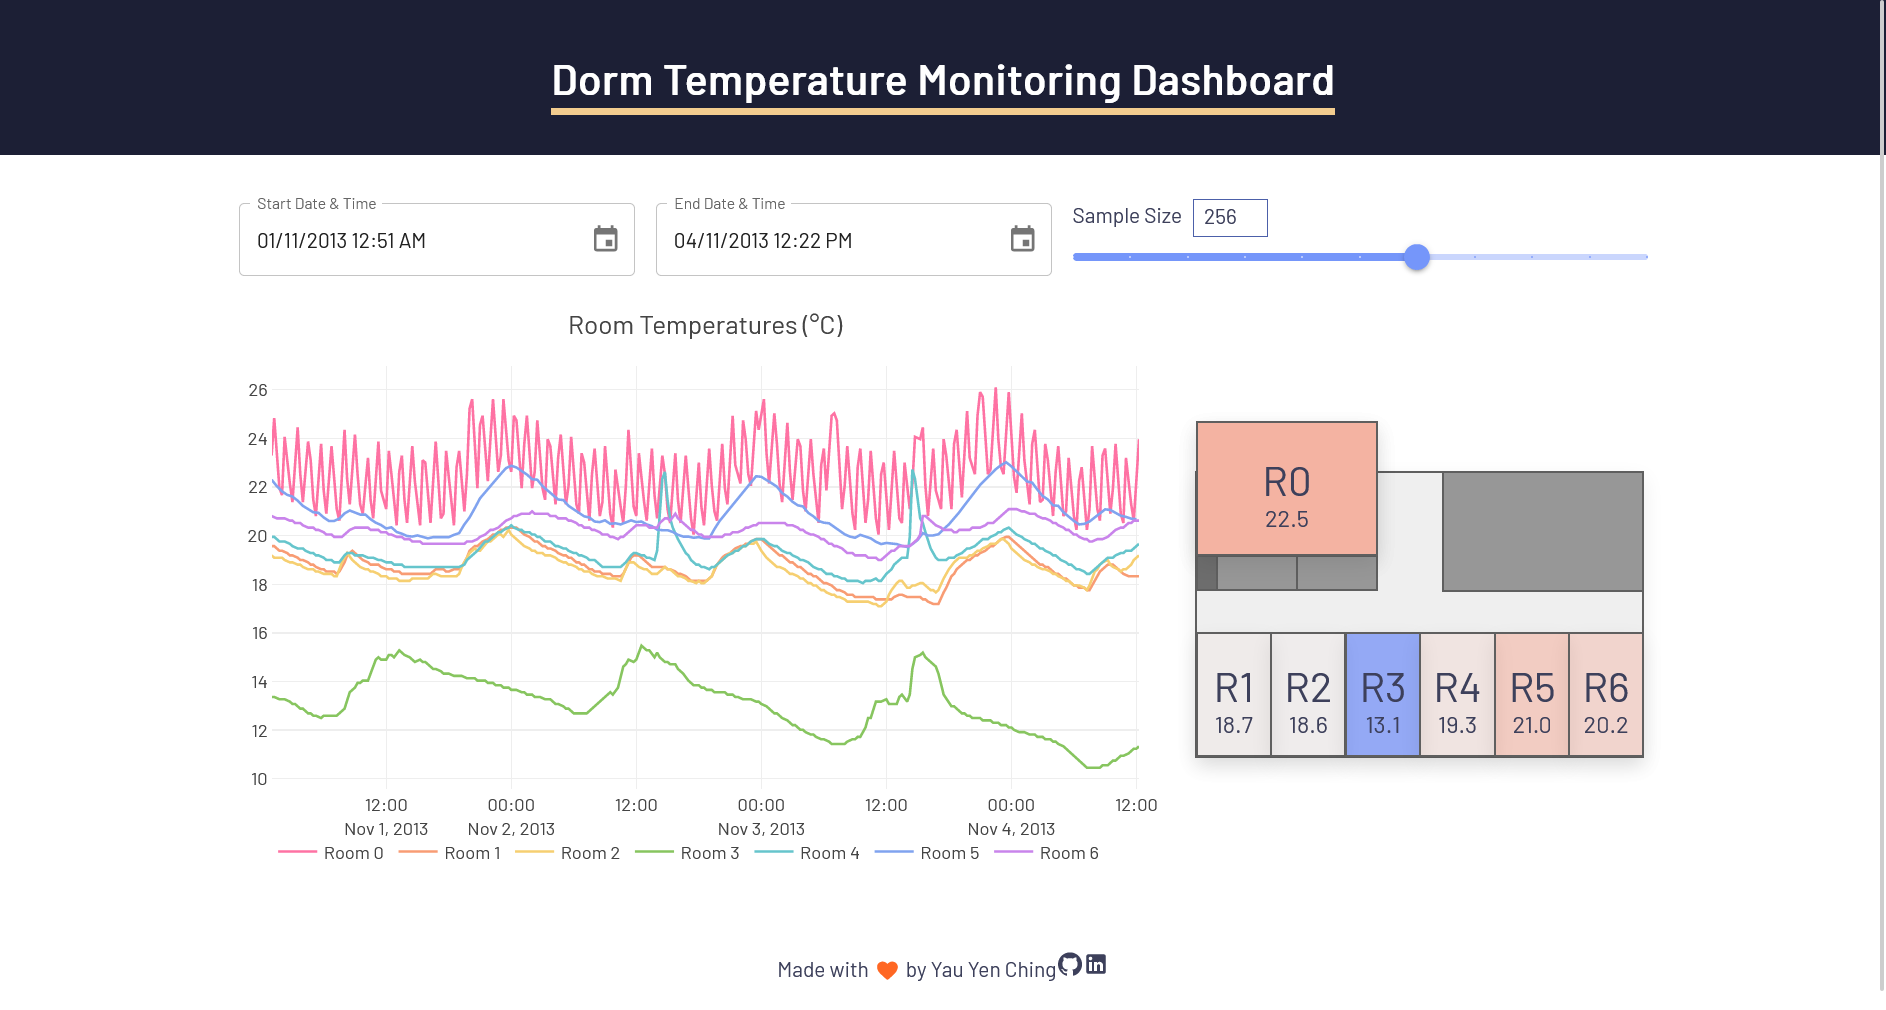 Dorm Temperature Monitoring Dashboard
Start Date & Time
01/11/2013 12:51 AM
End Date & Time
04/11/2013 12:22 PM
Sample Size 256
Room Temperatures (°C)
26
24
22
20
18
16
14
12
10
12:00 00:00 12:00 00:00 12:00 00:00 12:00
Nov 1, 2013 Nov 2, 2013 Nov 3, 2013 Nov 4, 2013
Room 0 Room 1 Room 2 Room 3 Room 4 Room 5 Room 6
R0
22.5
R1 R2 R3 R4 R5 R6
18.7 18.6 13.1 19.3 21.0 20.2
Made with by Yau Yen Ching